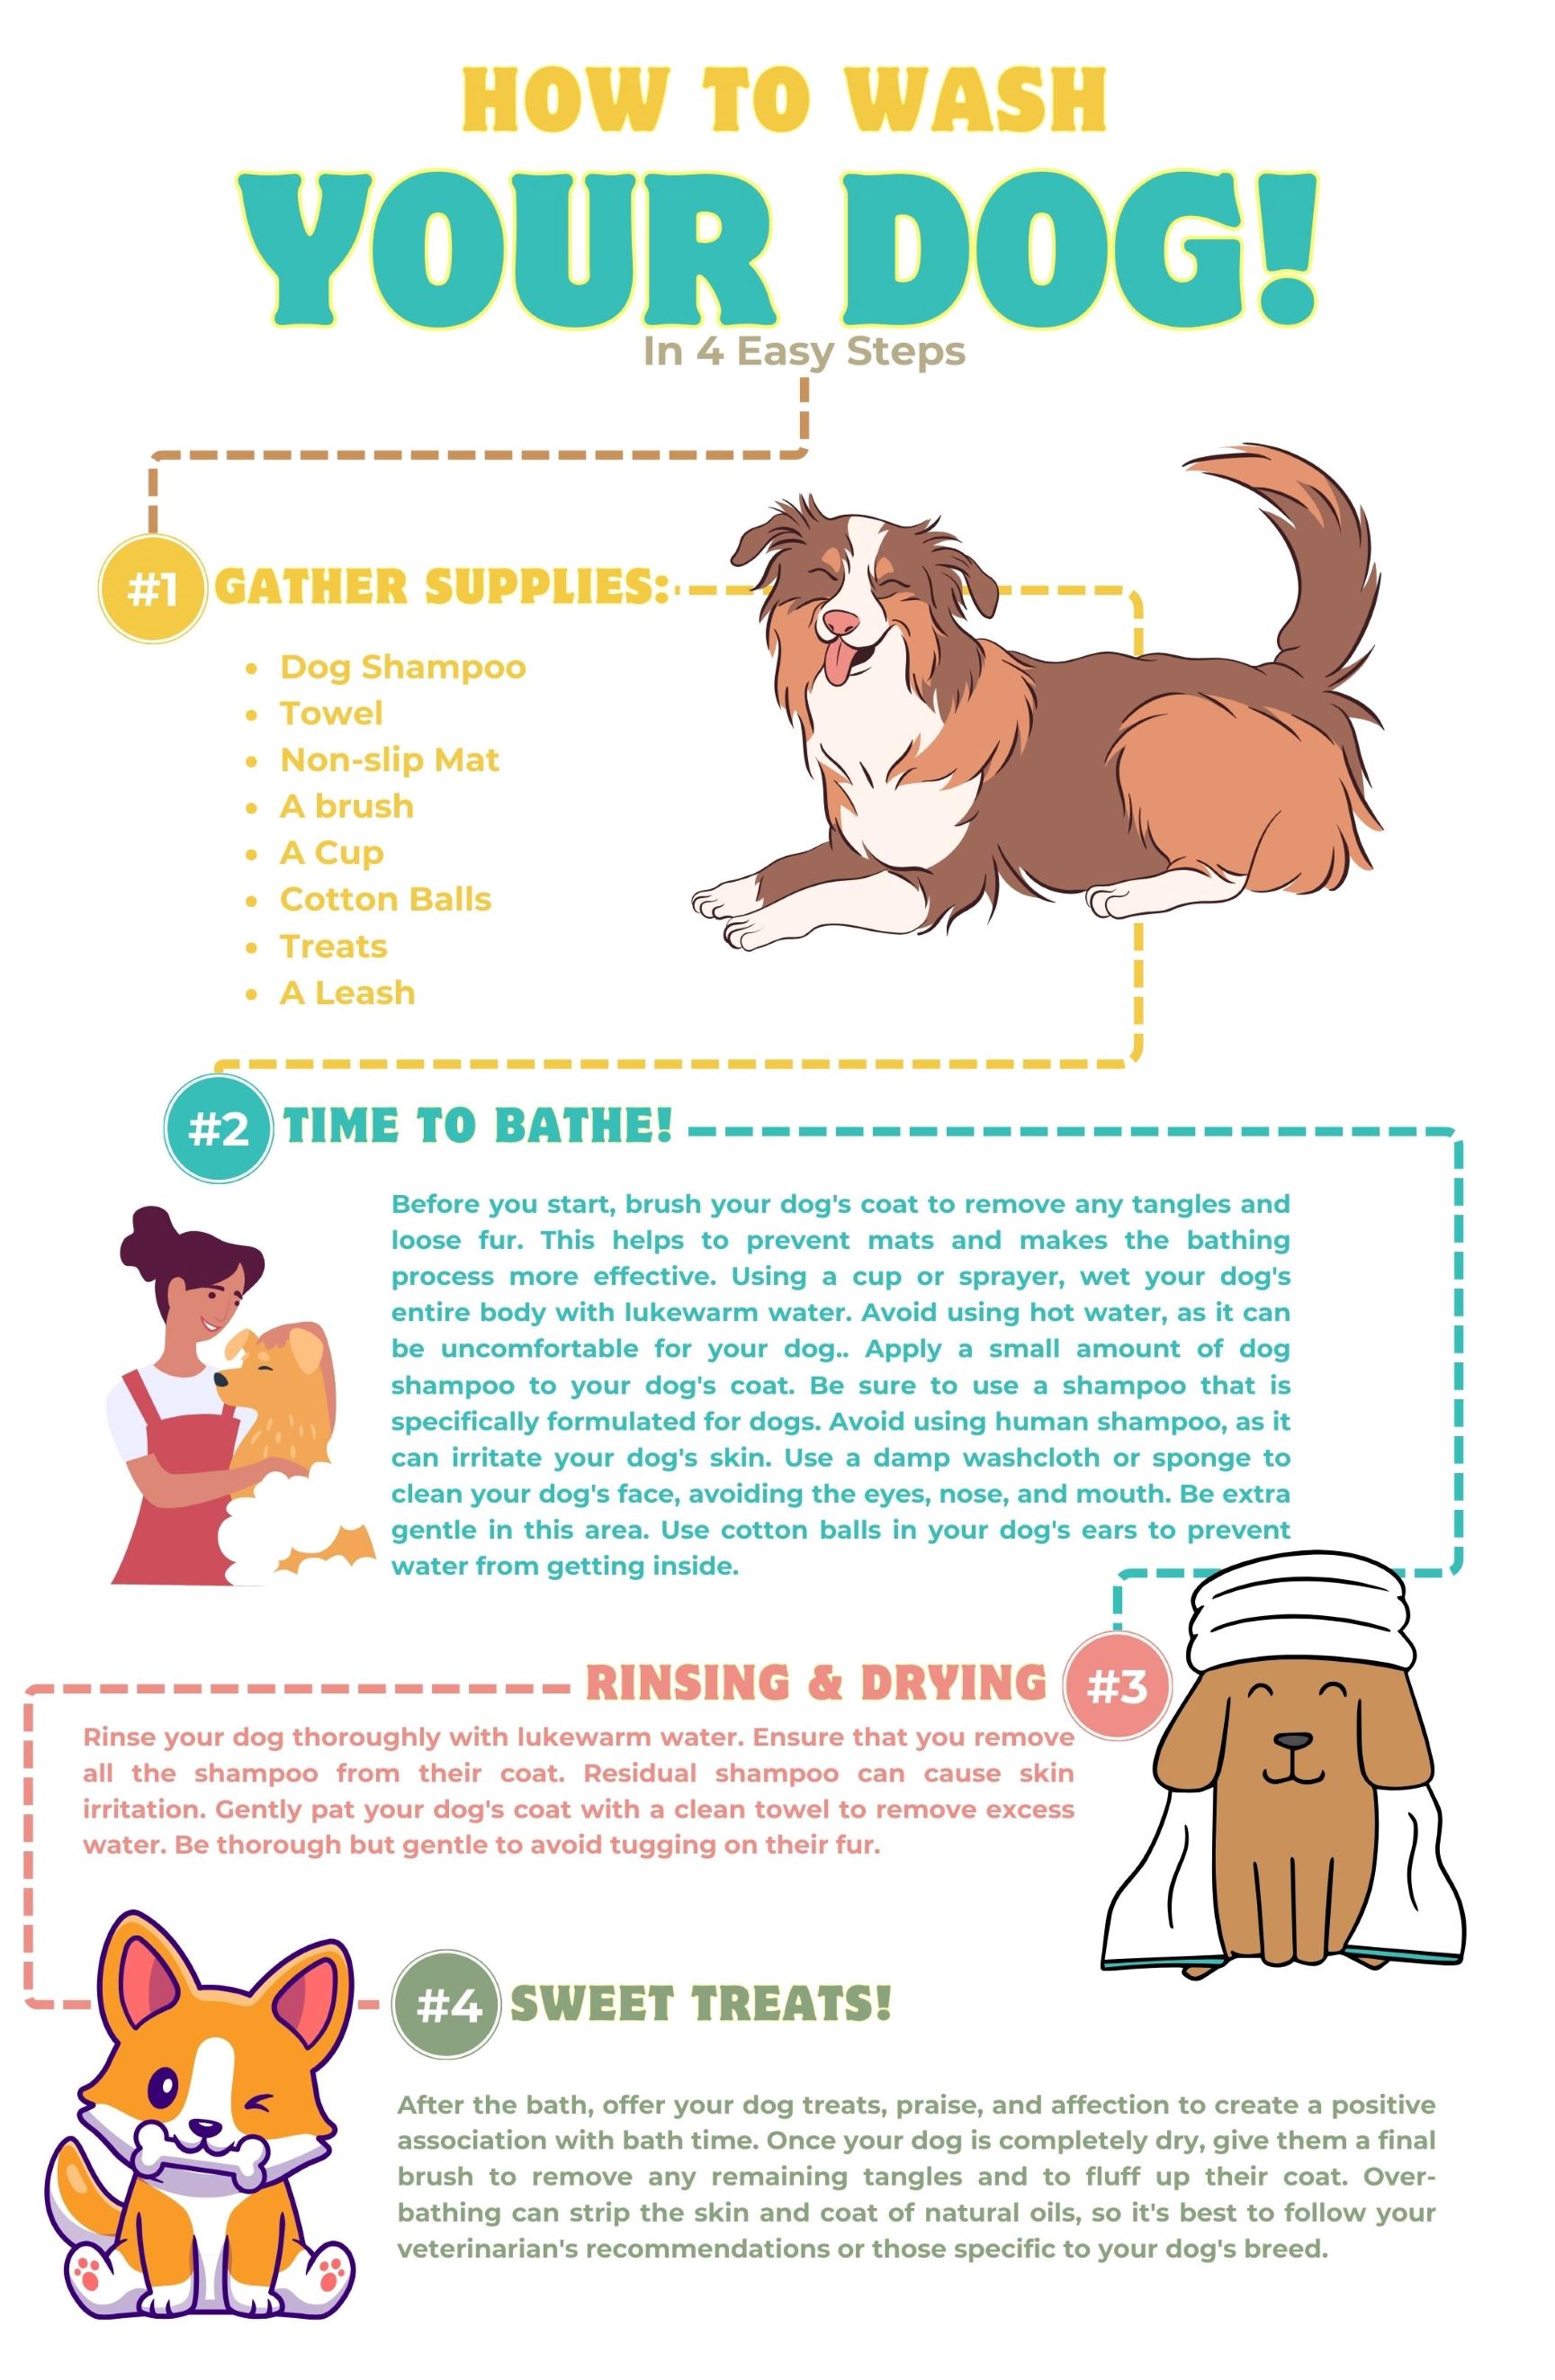 HOW TO WASH
YOUR DOG!
In 4 Easy Steps
#1
GATHER SUPPLIES:
• Dog Shampoo
• Towel
• Non-slip Mat
• A brush
• A Cup
• Cotton Balls
• Treats
• A Leash
#2
TIME TO BATHE!
Before you start, brush your dog's coat to remove any tangles and
loose fur. This helps to prevent mats and makes the bathing
process more effective. Using a cup or sprayer, wet your dog's
entire body with lukewarm water. Avoid using hot water, as it can
be uncomfortable for your dog.. Apply a small amount of dog
shampoo to your dog's coat. Be sure to use a shampoo that is
specifically formulated for dogs. Avoid using human shampoo, as it
can irritate your dog's skin. Use a damp washcloth or sponge to
clean your dog's face, avoiding the eyes, nose, and mouth. Be extra
gentle in this area. Use cotton balls in your dog's ears to prevent
water from getting inside.
RINSING & DRYING
#3
Rinse your dog thoroughly with lukewarm water. Ensure that you remove
all the shampoo from their coat. Residual shampoo can cause skin
irritation. Gently pat your dog's coat with a clean towel to remove excess
water. Be thorough but gentle to avoid tugging on their fur.
#4
SWEET TREATS!
After the bath, offer your dog treats, praise, and affection to create a positive
association with bath time. Once your dog is completely dry, give them a final
brush to remove any remaining tangles and to fluff up their coat. Over-
bathing can strip the skin and coat of natural oils, so it's best to follow your
veterinarian's recommendations or those specific to your dog's breed.